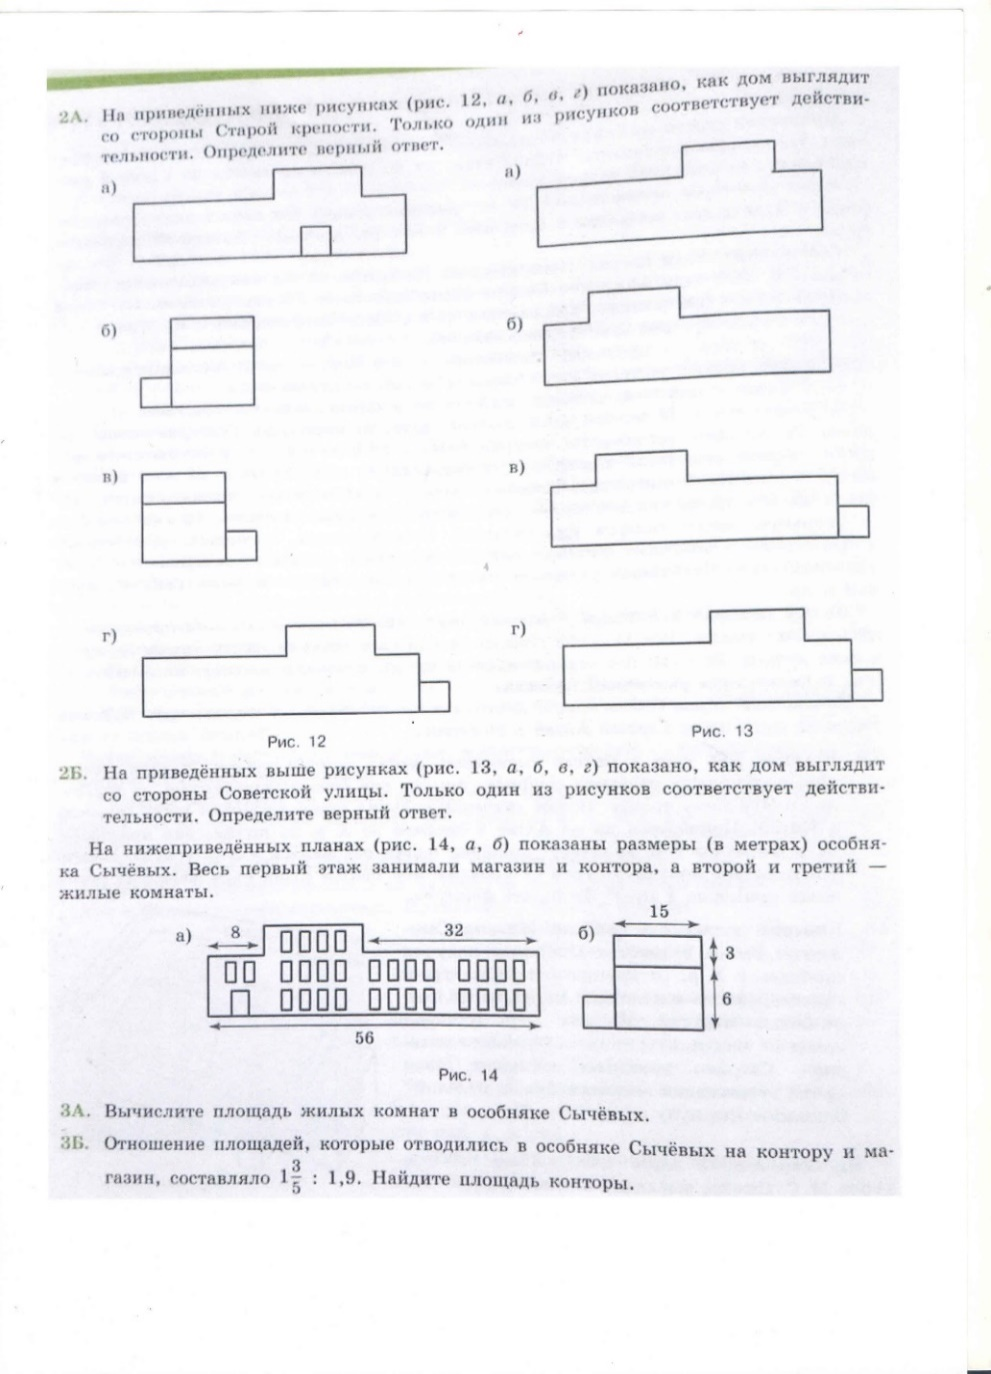 2А. На приведённых ниже рисунках (рис. 12, а, б, в, г) показано, как дом выглядит
со стороны Старой крепости. Только один из рисунков соответствует действи-
тельности. Определите верный ответ.
а)
а)
б)
б)
в)
в)
г)
г)
Рис. 12
Рис. 13
2Б. На приведённых выше рисунках (рис. 13, а, б, в, г) показано, как дом выглядит
со стороны Советской улицы. Только один из рисунков соответствует действи-
тельности. Определите верный ответ.
На нижеприведённых планах (рис. 14, а, б) показаны размеры (в метрах) особня-
ка Сычёвых. Весь первый этаж занимали магазин и контора, а второй и третий —
жилые комнаты.
а) 8 32
б) 15
3
6
56
Рис. 14
3А. Вычислите площадь жилых комнат в особняке Сычёвых.
3Б. Отношение площадей, которые отводились в особняке Сычёвых на контору и ма-
газин, составляло 1 3/5 : 1,9. Найдите площадь конторы.